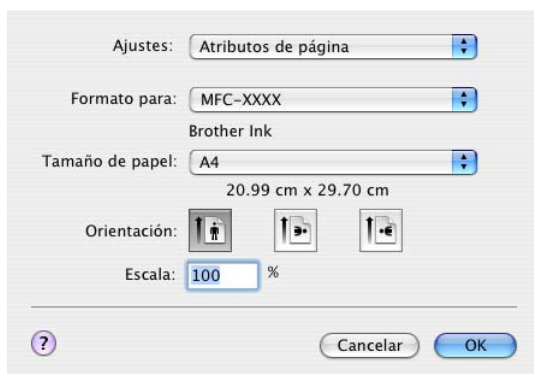 Ajustes: Atributos de página
Formato para: MFC-XXXX
Brother Ink
Tamaño de papel: A4
20.99 cm x 29.70 cm
Orientación:
Escala: 100 %
? Cancelar OK